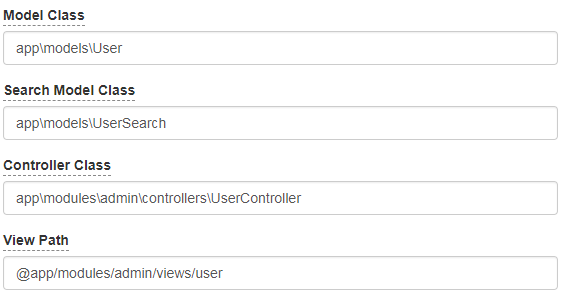 Model Class
app\models\User
Search Model Class
app\models\UserSearch
Controller Class
app\modules\admin\controllers\UserController
View Path
@app/modules/admin/views/user